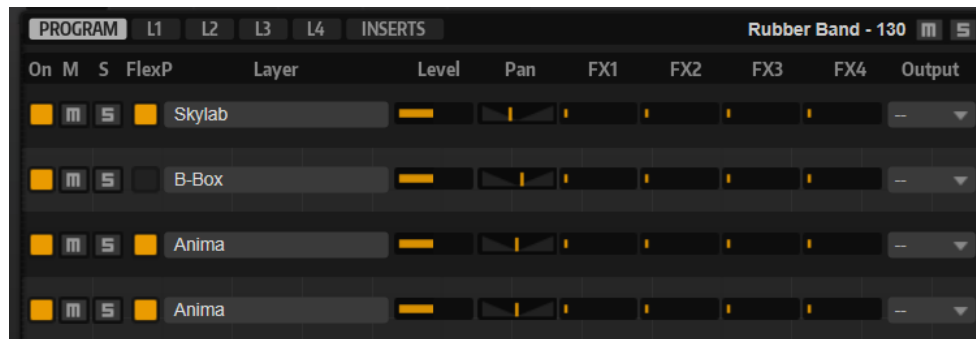 PROGRAM L1 L2 L3 L4 INSERTS Rubber Band - 130 m s
On M S FlexP Layer Level Pan FX1 FX2 FX3 FX4 Output
m s Skylab --
m s B-Box --
m s Anima --
m s Anima --